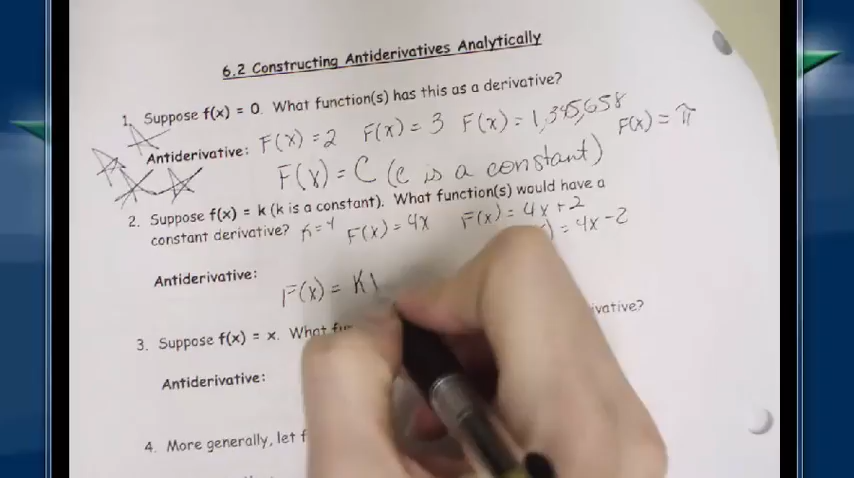 6.2 Constructing Antiderivatives Analytically
1. Suppose f(x) = 0. What function(s) has this as a derivative?
Antiderivative: F(x) = 2 F(x) = 3 F(x) = 1,345,658 F(x) = π
F(x) = C (c is a constant)
2. Suppose f(x) = k (k is a constant). What function(s) would have a
constant derivative? K=4 F(x) = 4x F(x) = 4x + 2
) = 4x - 2
Antiderivative:
F(x) = K
3. Suppose f(x) = x. What fu ivative?
Antiderivative:
4. More generally, let f